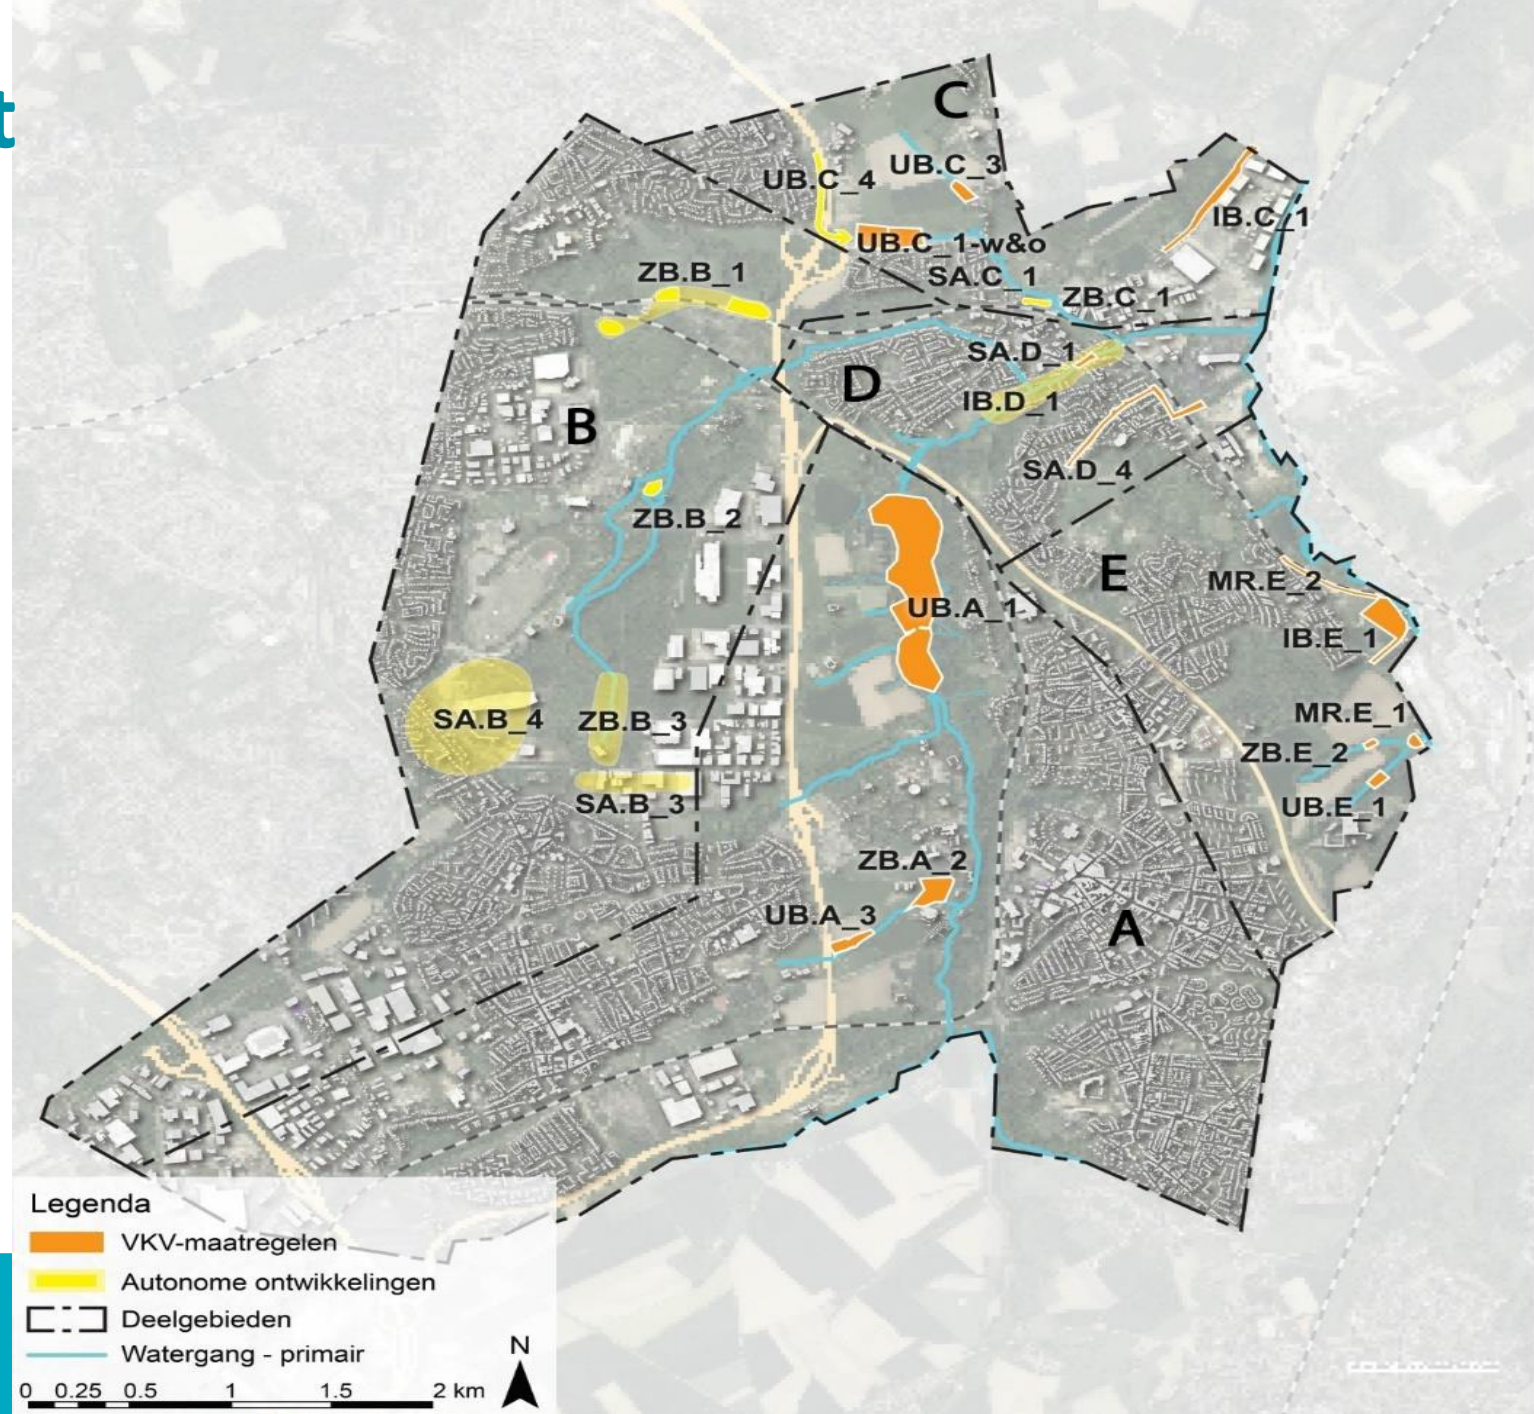 t
C
UB.C_4
UB.C_3
IB.C_1
UB.C_1-w&o
SA.C_1
ZB.C_1
ZB.B_1
SA.D_1
D
IB.D_1
B
SA.D_4
ZB.B_2
E
MR.E_2
UB.A_1
IB.E_1
SA.B_4
ZB.B_3
MR.E_1
ZB.E_2
SA.B_3
UB.E_1
ZB.A_2
UB.A_3
A
Legenda
VKV-maatregelen
Autonome ontwikkelingen
Deelgebieden
Watergang - primair
N
0 0.25 0.5 1 1.5 2 km